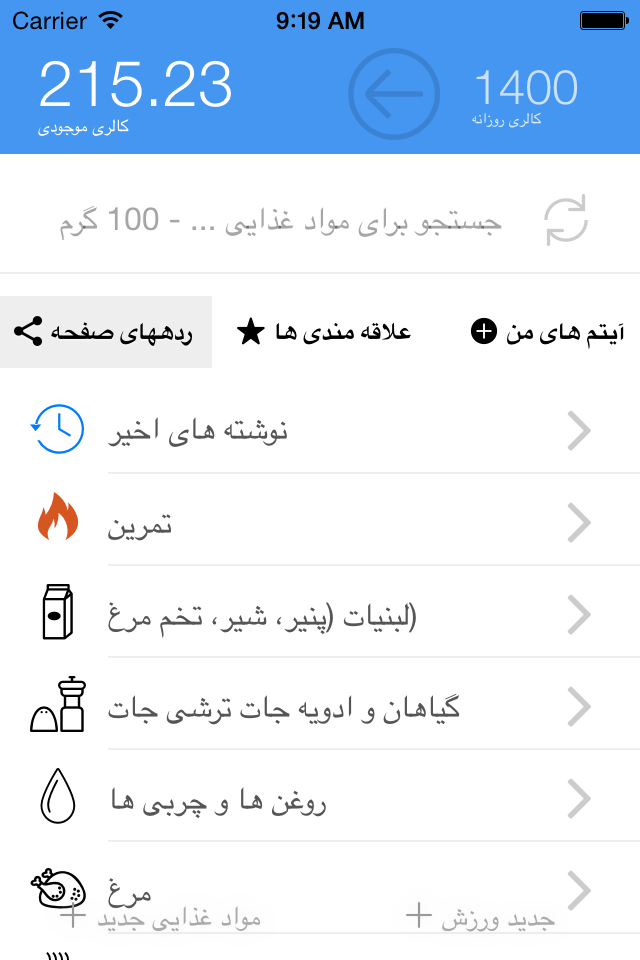 Carrier 9:19 AM
215.23
کالری موجودی
1400
کالری روزانه
جستجو برای مواد غذایی ... - 100 گرم
آیتم های من
علاقه مندی ها
ردههای صفحه
نوشته های اخیر
تمرین
(لبنیات (پنیر، شیر، تخم مرغ
گیاهان و ادویه جات ترشی جات
روغن ها و چربی ها
مرغ
جدید ورزش
مواد غذایی جدید